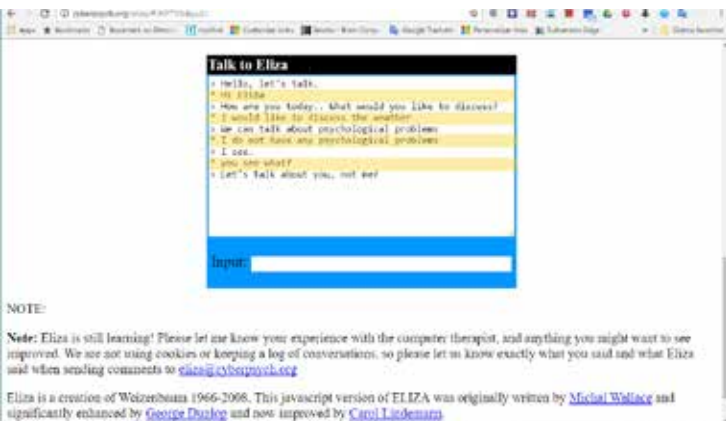 Talk to Eliza
> Hello, let's talk.
* Hi Eliza
> How are you today.. What would you like to discuss?
* I would like to discuss the weather
> We can talk about psychological problems
* I do not have any psychological problems
> I see.
* you see what?
> Let's talk about you, not me!
Input:
NOTE:
Note: Eliza is still learning! Please let me know your experience with the computer therapist, and anything you might want to see
improved. We are not using cookies or keeping a log of conversations, so please let us know exactly what you said and what Eliza
said when sending comments to eliza@cyberpsych.org
Eliza is a creation of Weizenbaum 1966-2008. This javascript version of ELIZA was originally written by Michal Wallace and
significantly enhanced by George Dunlop and now improved by Carol Lindemann.